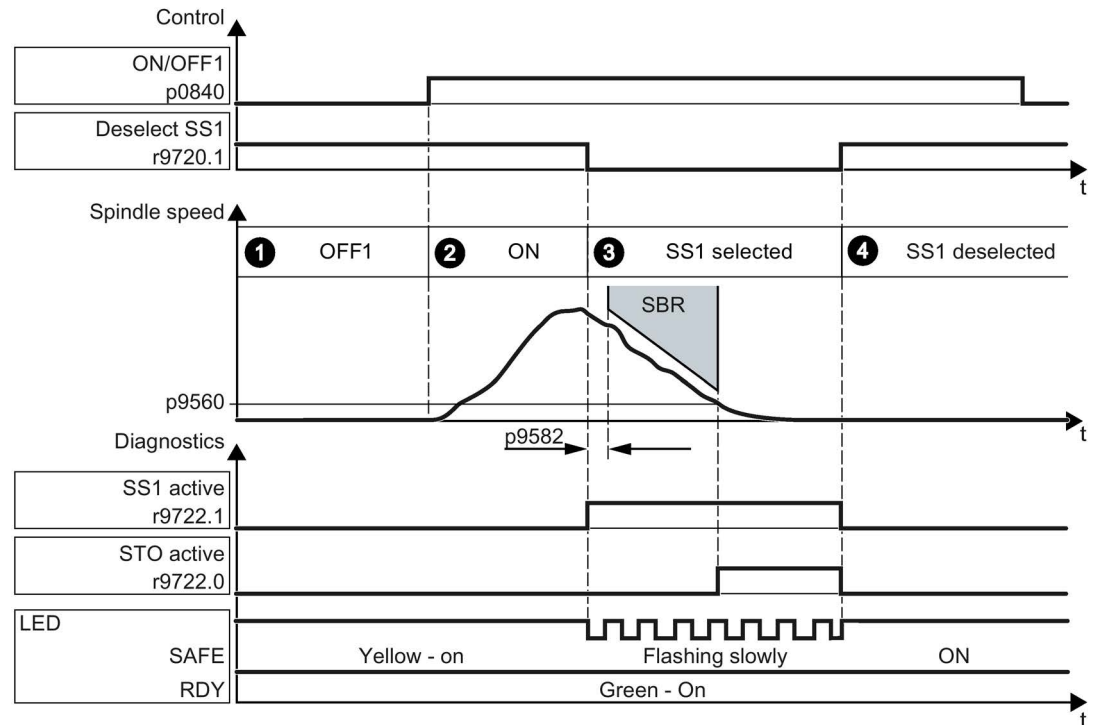 Control
ON/OFF1
p0840
Deselect SS1
r9720.1
t
Spindle speed
1 OFF1 2 ON 3 SS1 selected 4 SS1 deselected
SBR
p9560
t
p9582
Diagnostics
SS1 active
r9722.1
STO active
r9722.0
LED
SAFE Yellow - on Flashing slowly ON
RDY Green - On
t